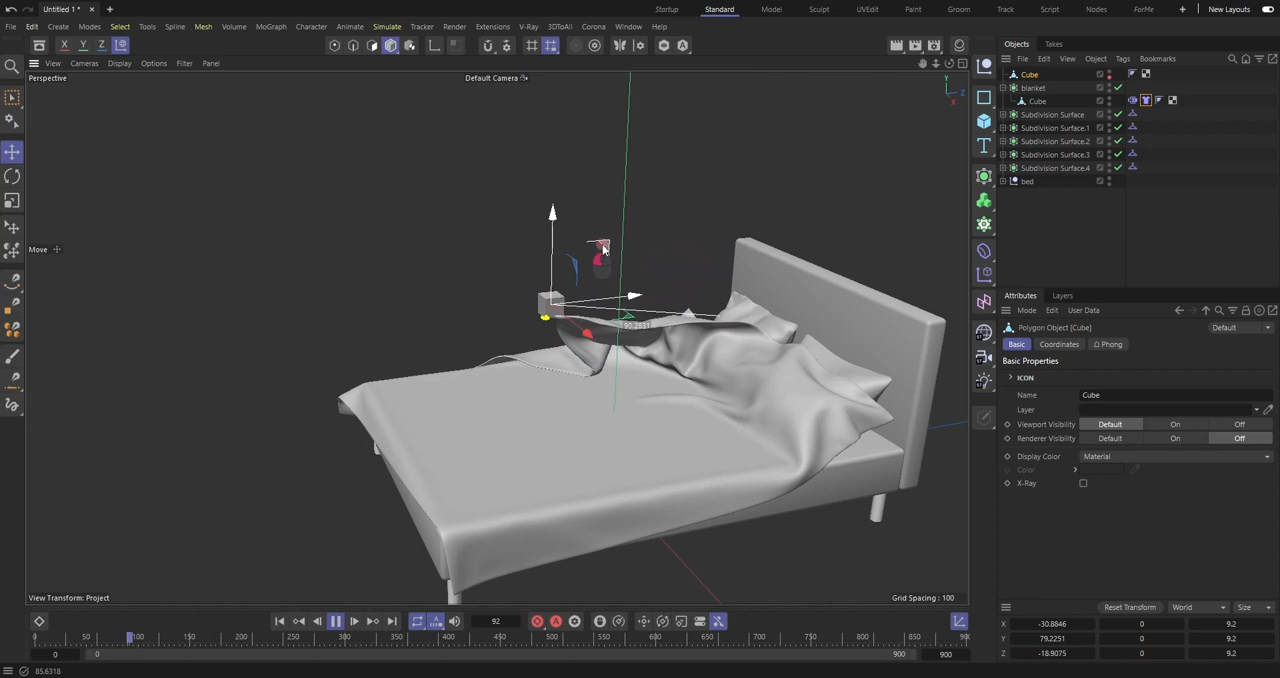 Untitled 1 *
Startup
Standard
Model
Sculpt
UVEdit
Paint
Groom
Track
Script
Nodes
ForMe
New Layouts
File
Edit
Create
Modes
Select
Tools
Spline
Mesh
Volume
MoGraph
Character
Animate
Simulate
Tracker
Render
Extensions
V-Ray
3DToAll
Corona
Window
Help
X
Y
Z
View
Cameras
Display
Options
Filter
Panel
Perspective
Default Camera
Y
Z
X
Move
90.2831
View Transform: Project
Grid Spacing : 100
Objects
Takes
File
Edit
View
Object
Tags
Bookmarks
Cube
blanket
Cube
Subdivision Surface
Subdivision Surface.1
Subdivision Surface.2
Subdivision Surface.3
Subdivision Surface.4
bed
Attributes
Layers
Mode
Edit
User Data
Polygon Object [Cube]
Default
Basic
Coordinates
Phong
Basic Properties
ICON
Name
Cube
Layer
Viewport Visibility
Default
On
Off
Renderer Visibility
Default
On
Off
Display Color
Material
Color
X-Ray
Reset Transform
World
Size
X
-30.8846
0
9.2
Y
79.2251
0
9.2
Z
-18.9075
0
9.2
92
0
50
100
150
200
250
300
350
400
450
500
550
600
650
700
750
800
850
90
0
0
900
900
85.6318